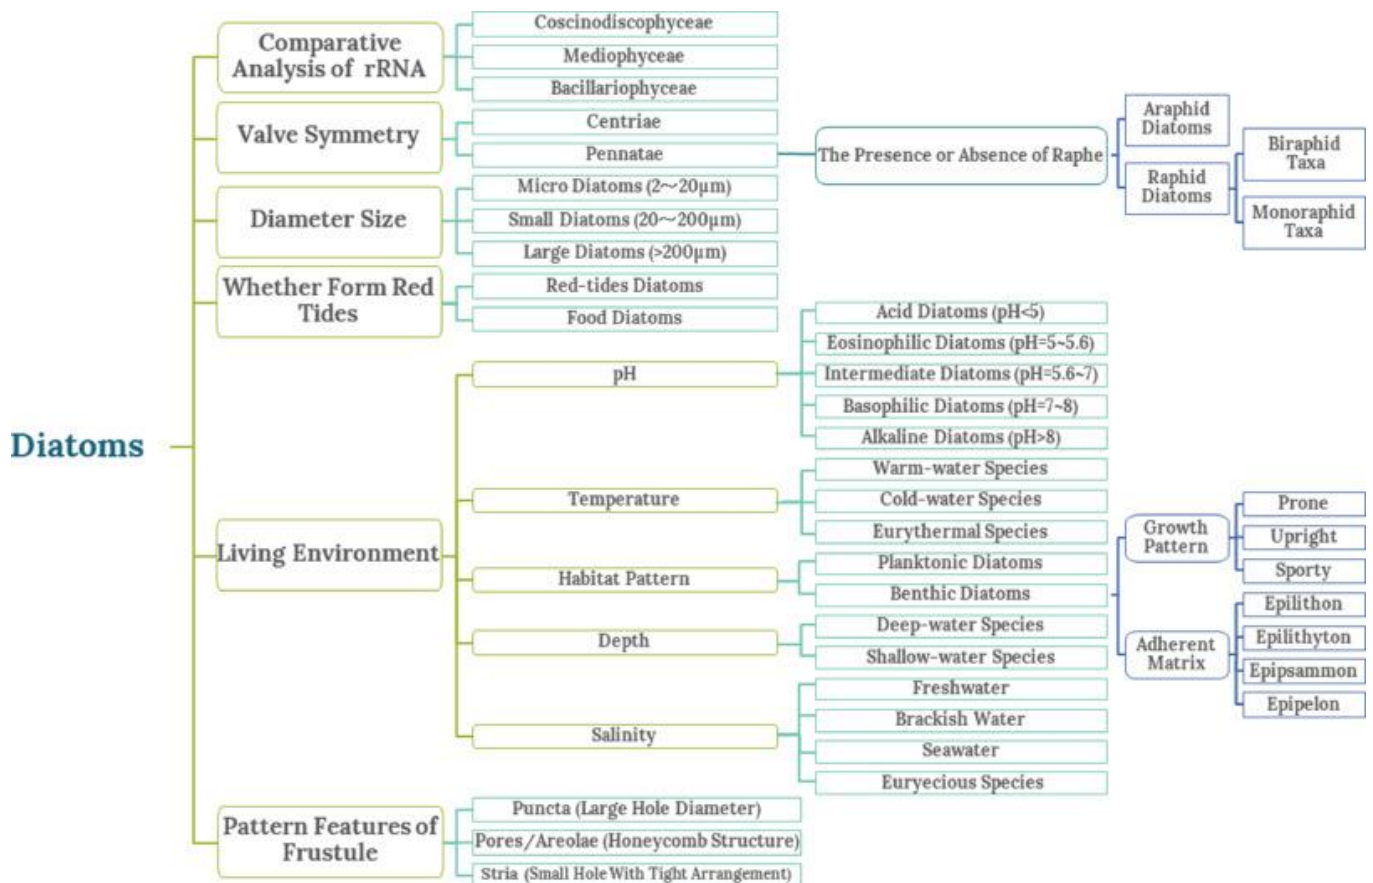 Diatoms
Comparative
Analysis of rRNA
Coscinodiscophyceae
Mediophyceae
Bacillariophyceae
Valve Symmetry
Centriae
Pennatae
The Presence or Absence of Raphe
Araphid
Diatoms
Raphid
Diatoms
Biraphid
Taxa
Monoraphid
Taxa
Diameter Size
Micro Diatoms (2～20μm)
Small Diatoms (20～200μm)
Large Diatoms (>200μm)
Whether Form Red
Tides
Red-tides Diatoms
Food Diatoms
Living Environment
pH
Acid Diatoms (pH<5)
Eosinophilic Diatoms (pH=5~5.6)
Intermediate Diatoms (pH=5.6~7)
Basophilic Diatoms (pH=7~8)
Alkaline Diatoms (pH>8)
Temperature
Warm-water Species
Cold-water Species
Eurythermal Species
Habitat Pattern
Planktonic Diatoms
Benthic Diatoms
Growth
Pattern
Prone
Upright
Sporty
Adherent
Matrix
Epilithon
Epilithyton
Epipsammon
Epipelon
Depth
Deep-water Species
Shallow-water Species
Salinity
Freshwater
Brackish Water
Seawater
Euryecious Species
Pattern Features of
Frustule
Puncta (Large Hole Diameter)
Pores/Areolae (Honeycomb Structure)
Stria (Small Hole With Tight Arrangement)